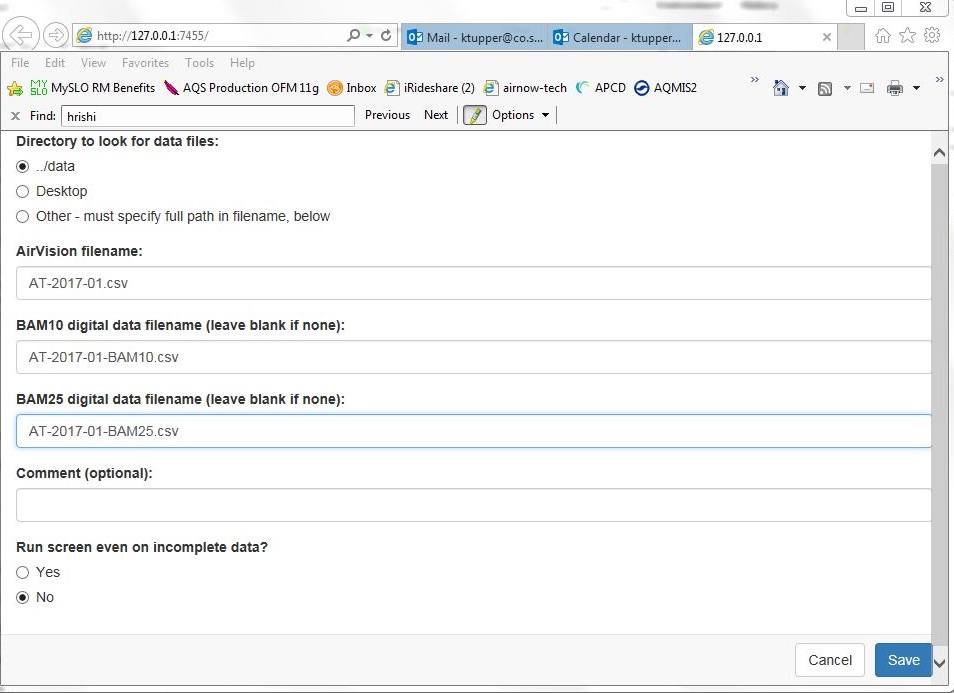 http://127.0.0.1:7455/
Mail - ktupper@co.s...
Calendar - ktupper...
127.0.0.1
File Edit View Favorites Tools Help
MySLO RM Benefits AQS Production OFM 11g Inbox iRideshare (2) airnow-tech APCD AQMIS2
Find: hrishi Previous Next Options
Directory to look for data files:
../data
Desktop
Other - must specify full path in filename, below
AirVision filename:
AT-2017-01.csv
BAM10 digital data filename (leave blank if none):
AT-2017-01-BAM10.csv
BAM25 digital data filename (leave blank if none):
AT-2017-01-BAM25.csv
Comment (optional):
Run screen even on incomplete data?
Yes
No
Cancel Save